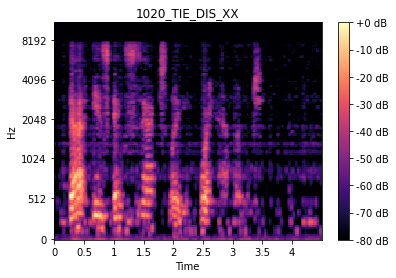 1020_TIE_DIS_XX
+0 dB
8192
-10 dB
4096
-20 dB
-30 dB
2048
Hz
-40 dB
1024
-50 dB
512
-60 dB
-70 dB
0
-80 dB
0 0.5 1 1.5 2 2.5 3 3.5 4
Time